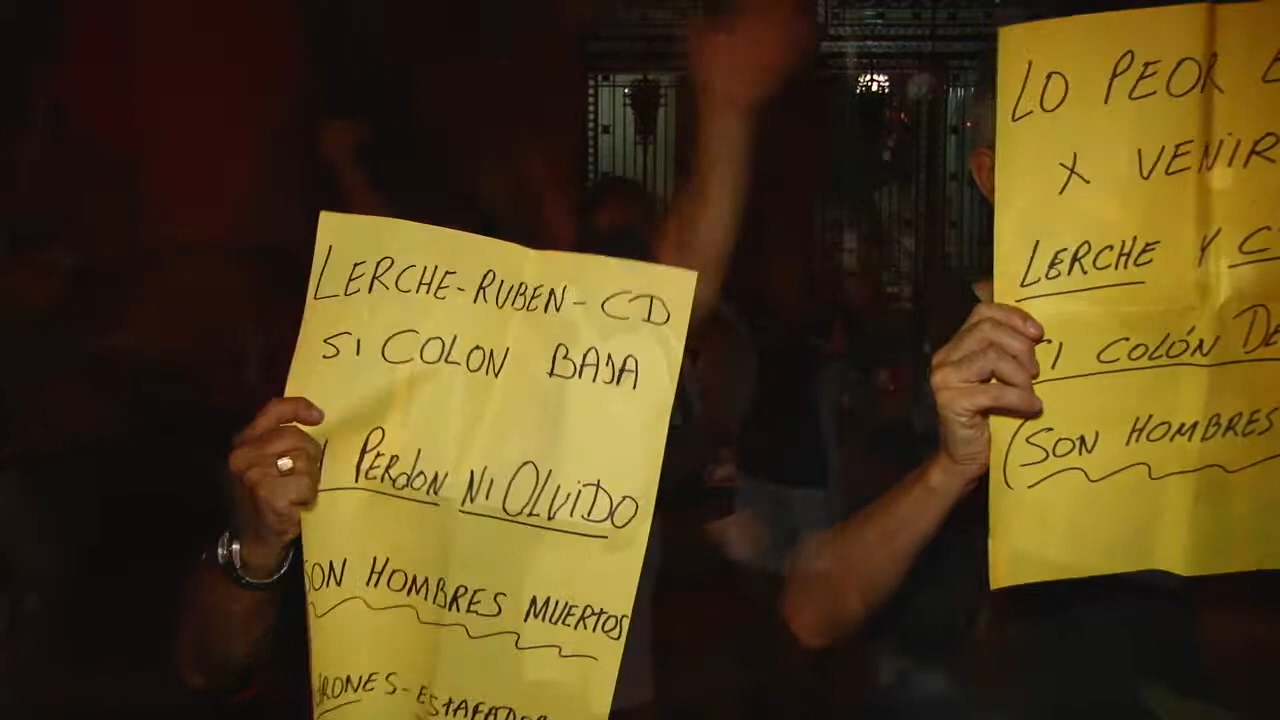 LERCHE-RUBEN-CD
SI COLON BAJA
PERDON NI OLVIDO
SON HOMBRES MUERTOS
LO PEOR
X VENIR
LERCHE Y
SI COLÓN
(SON HOMBRES